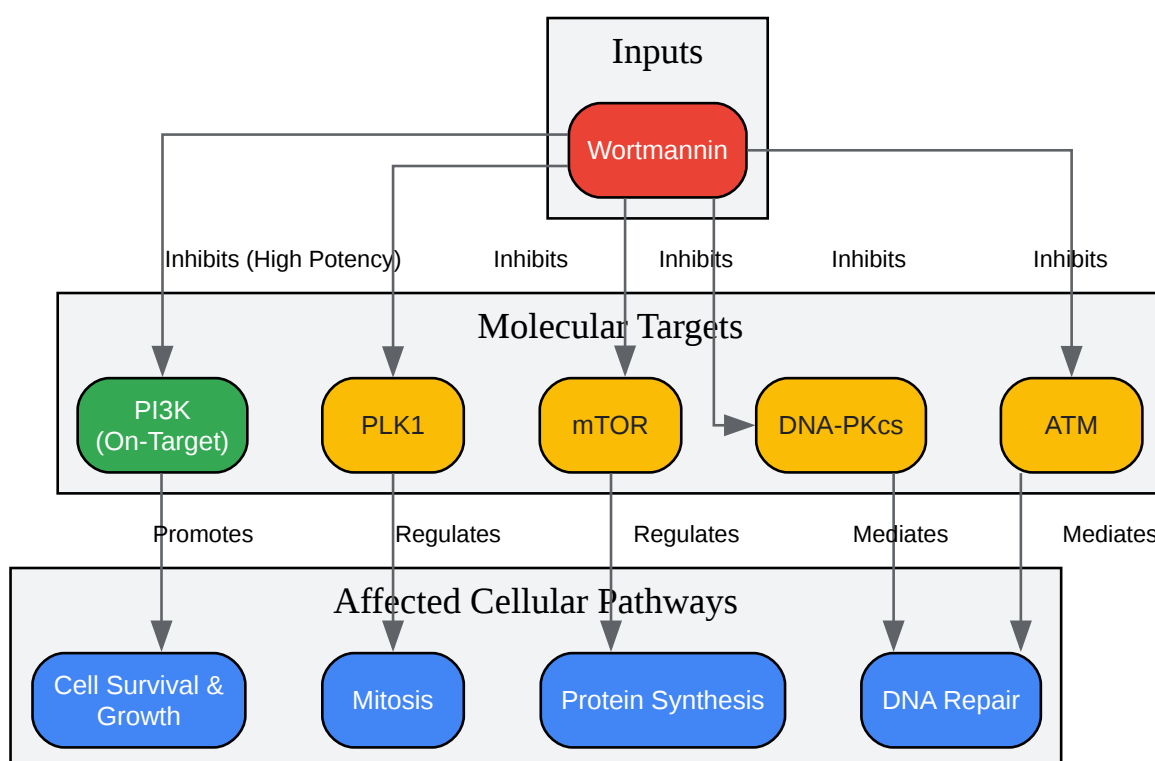 Inputs
Wortmannin
Inhibits (High Potency)
Inhibits
Inhibits
Inhibits
Inhibits
Molecular Targets
PI3K
(On-Target)
PLK1
mTOR
DNA-PKcs
ATM
Promotes
Regulates
Regulates
Mediates
Mediates
Affected Cellular Pathways
Cell Survival &
Growth
Mitosis
Protein Synthesis
DNA Repair